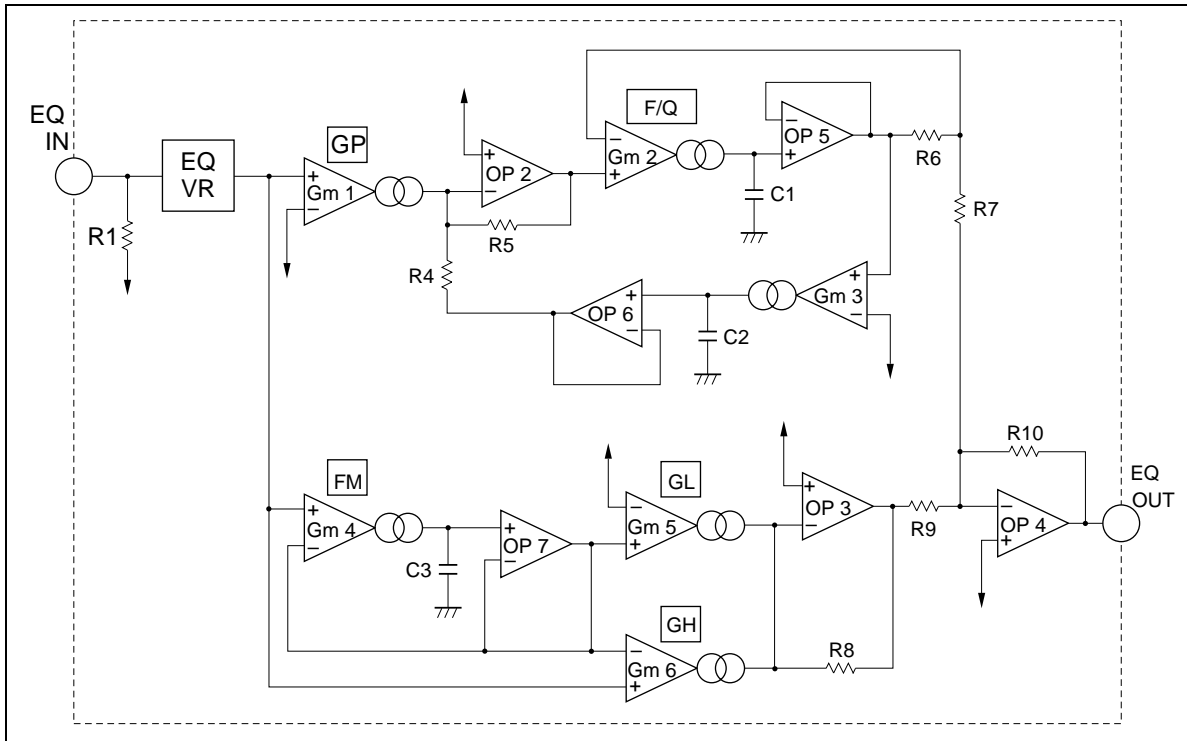 EQ
IN
R1
EQ
VR
GP
+
Gm 1
−
+
OP 2
−
R5
R4
F/Q
−
Gm 2
+
−
OP 5
+
C1
R6
R7
+
OP 6
−
C2
+
Gm 3
−
FM
+
Gm 4
−
C3
+
OP 7
−
GL
−
Gm 5
+
GH
−
Gm 6
+
+
OP 3
−
R8
R9
R10
−
OP 4
+
EQ
OUT